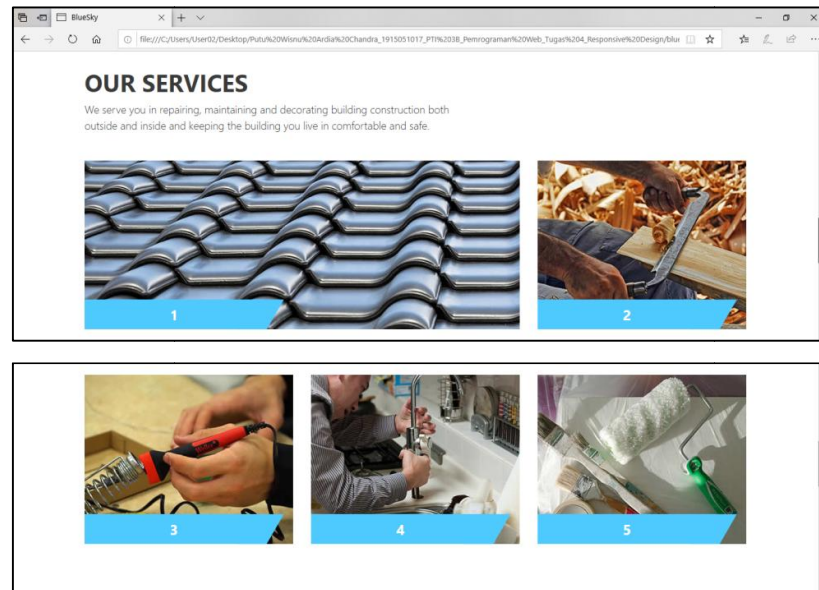 BlueSky
file:///C:/Users/User02/Desktop/Putu%20Wisnu%20Ardia%20Chandra_1915051017_PTI%203B_Pemrograman%20Web_Tugas%204_Responsive%20Design/blue
OUR SERVICES
We serve you in repairing, maintaining and decorating building construction both
outside and inside and keeping the building you live in comfortable and safe.
1
2
3
4
5